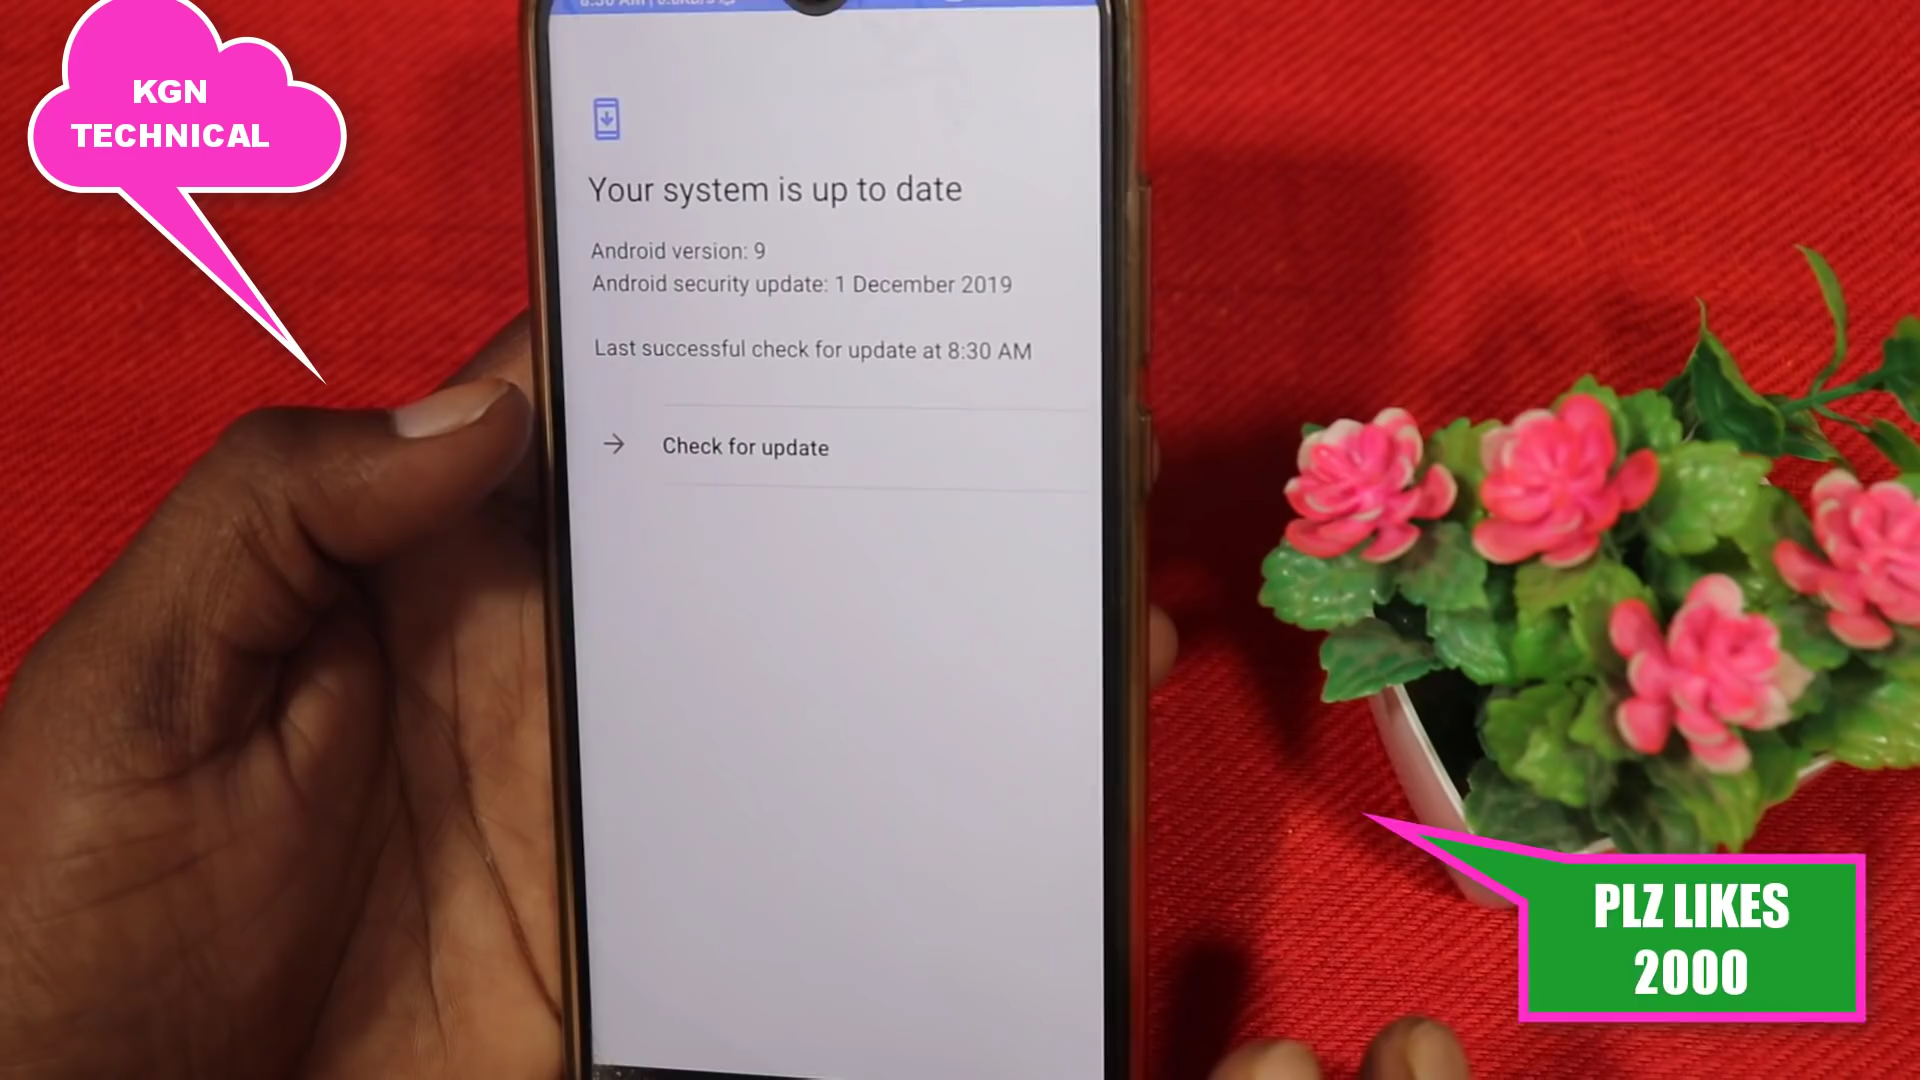 KGN
TECHNICAL
Your system is up to date
Android version: 9
Android security update: 1 December 2019
Last successful check for update at 8:30 AM
Check for update
PLZ LIKES
2000